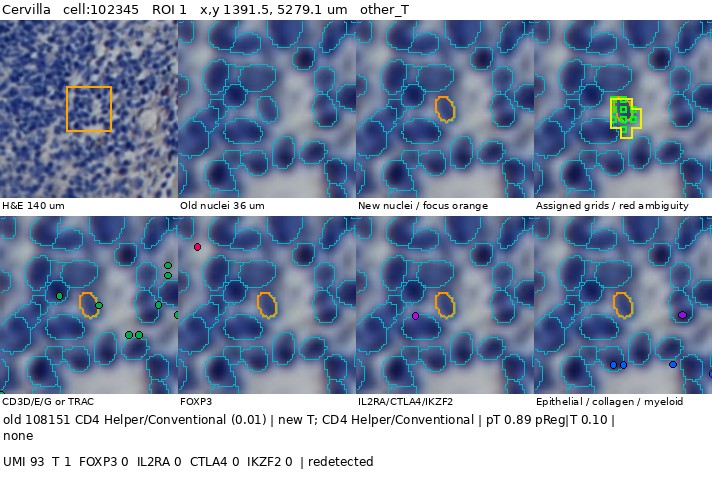 Cervilla cell:102345 ROI 1 x,y 1391.5, 5279.1 um other_T
H&E 140 um
Old nuclei 36 um
New nuclei / focus orange
Assigned grids / red ambiguity
CD3D/E/G or TRAC
FOXP3
IL2RA/CTLA4/IKZF2
Epithelial / collagen / myeloid
old 108151 CD4 Helper/Conventional (0.01) | new T; CD4 Helper/Conventional | pT 0.89 pReg|T 0.10 |
none
UMI 93 T 1 FOXP3 0 IL2RA 0 CTLA4 0 IKZF2 0 | redetected